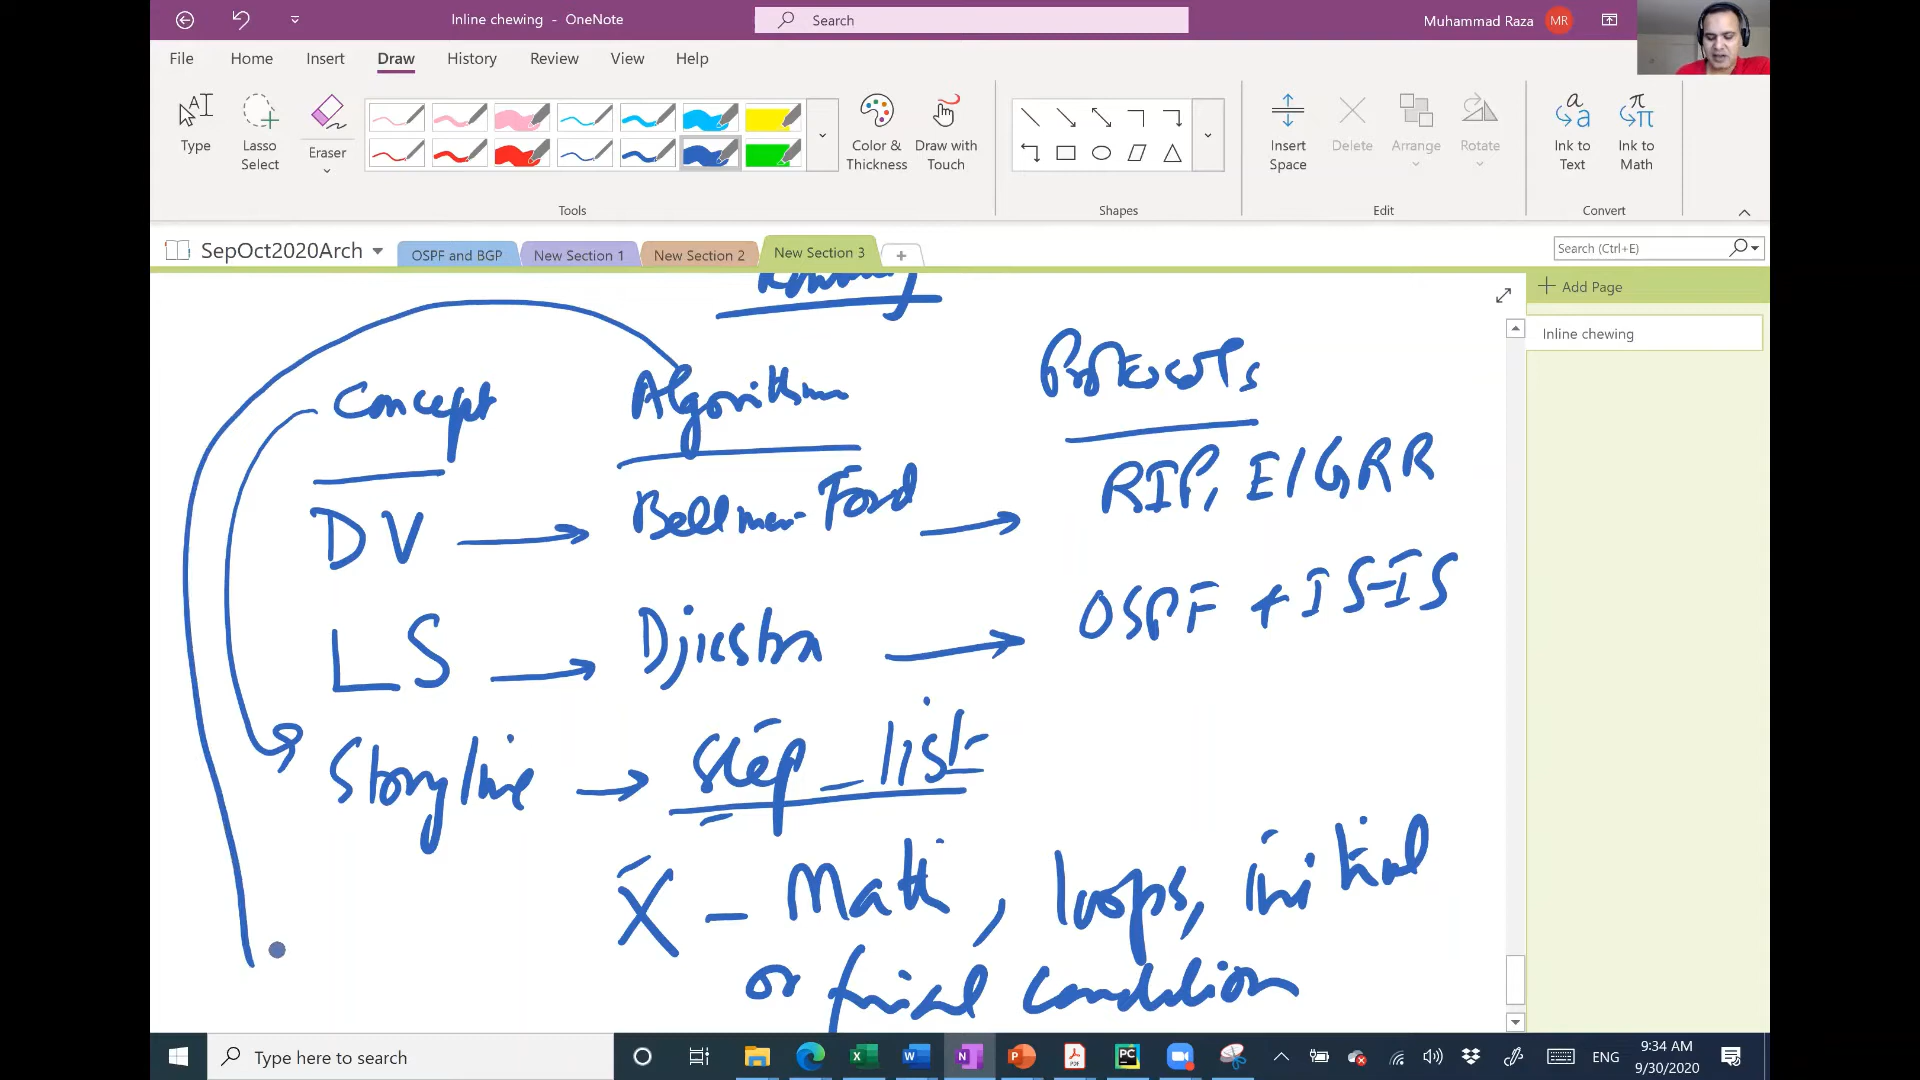 Inline chewing - OneNote
Search
Muhammad Raza MR
File Home Insert Draw History Review View Help
Type
Lasso Select
Eraser
Color & Thickness
Draw with Touch
Insert Space
Delete
Arrange
Rotate
Ink to Text
Ink to Math
Tools Shapes Edit Convert
SepOct2020Arch OSPF and BGP New Section 1 New Section 2 New Section 3 +
Search (Ctrl+E)
Add Page
Inline chewing
Concept Algorithm Protocols
DV → Bellman-Ford → RIP, EIGRR
LS → Djicstra → OSPF + IS-IS
Storyline → step_list
X - Math, loops, initial
or final condition
Type here to search
ENG
9:34 AM
9/30/2020